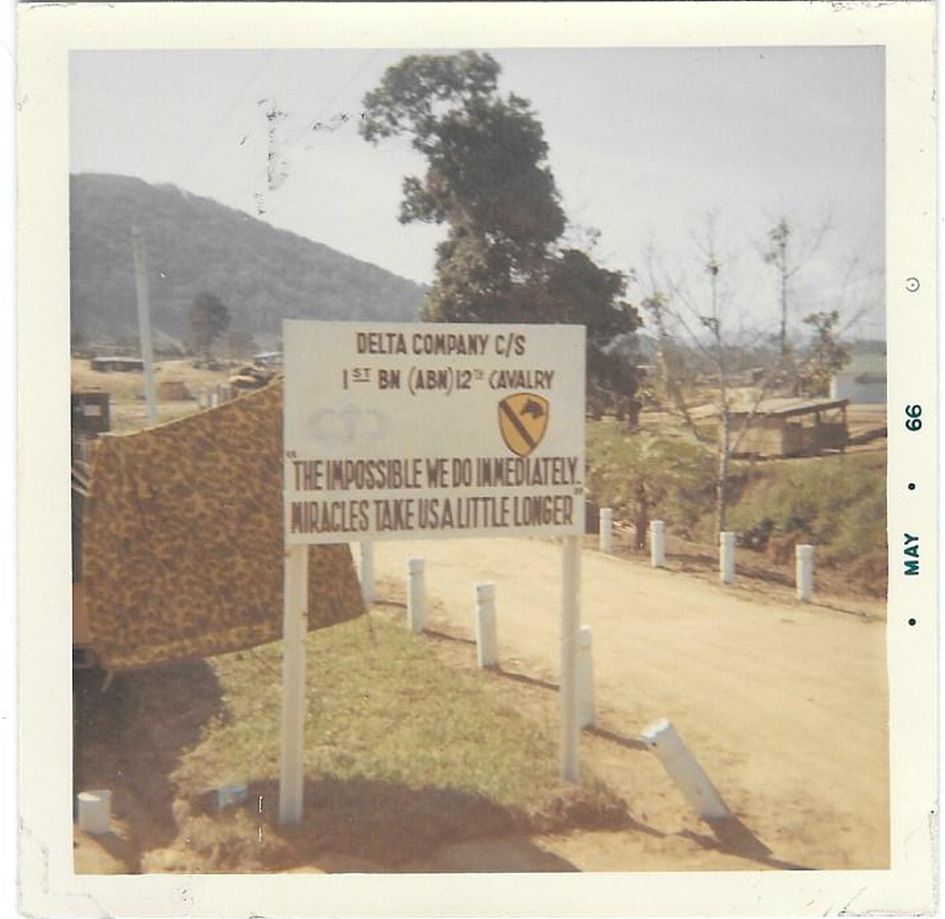 DELTA COMPANY C/S
1ST BN (ABN) 12TH CAVALRY
"THE IMPOSSIBLE WE DO IMMEDIATELY.
MIRACLES TAKE US A LITTLE LONGER"
• MAY • 66